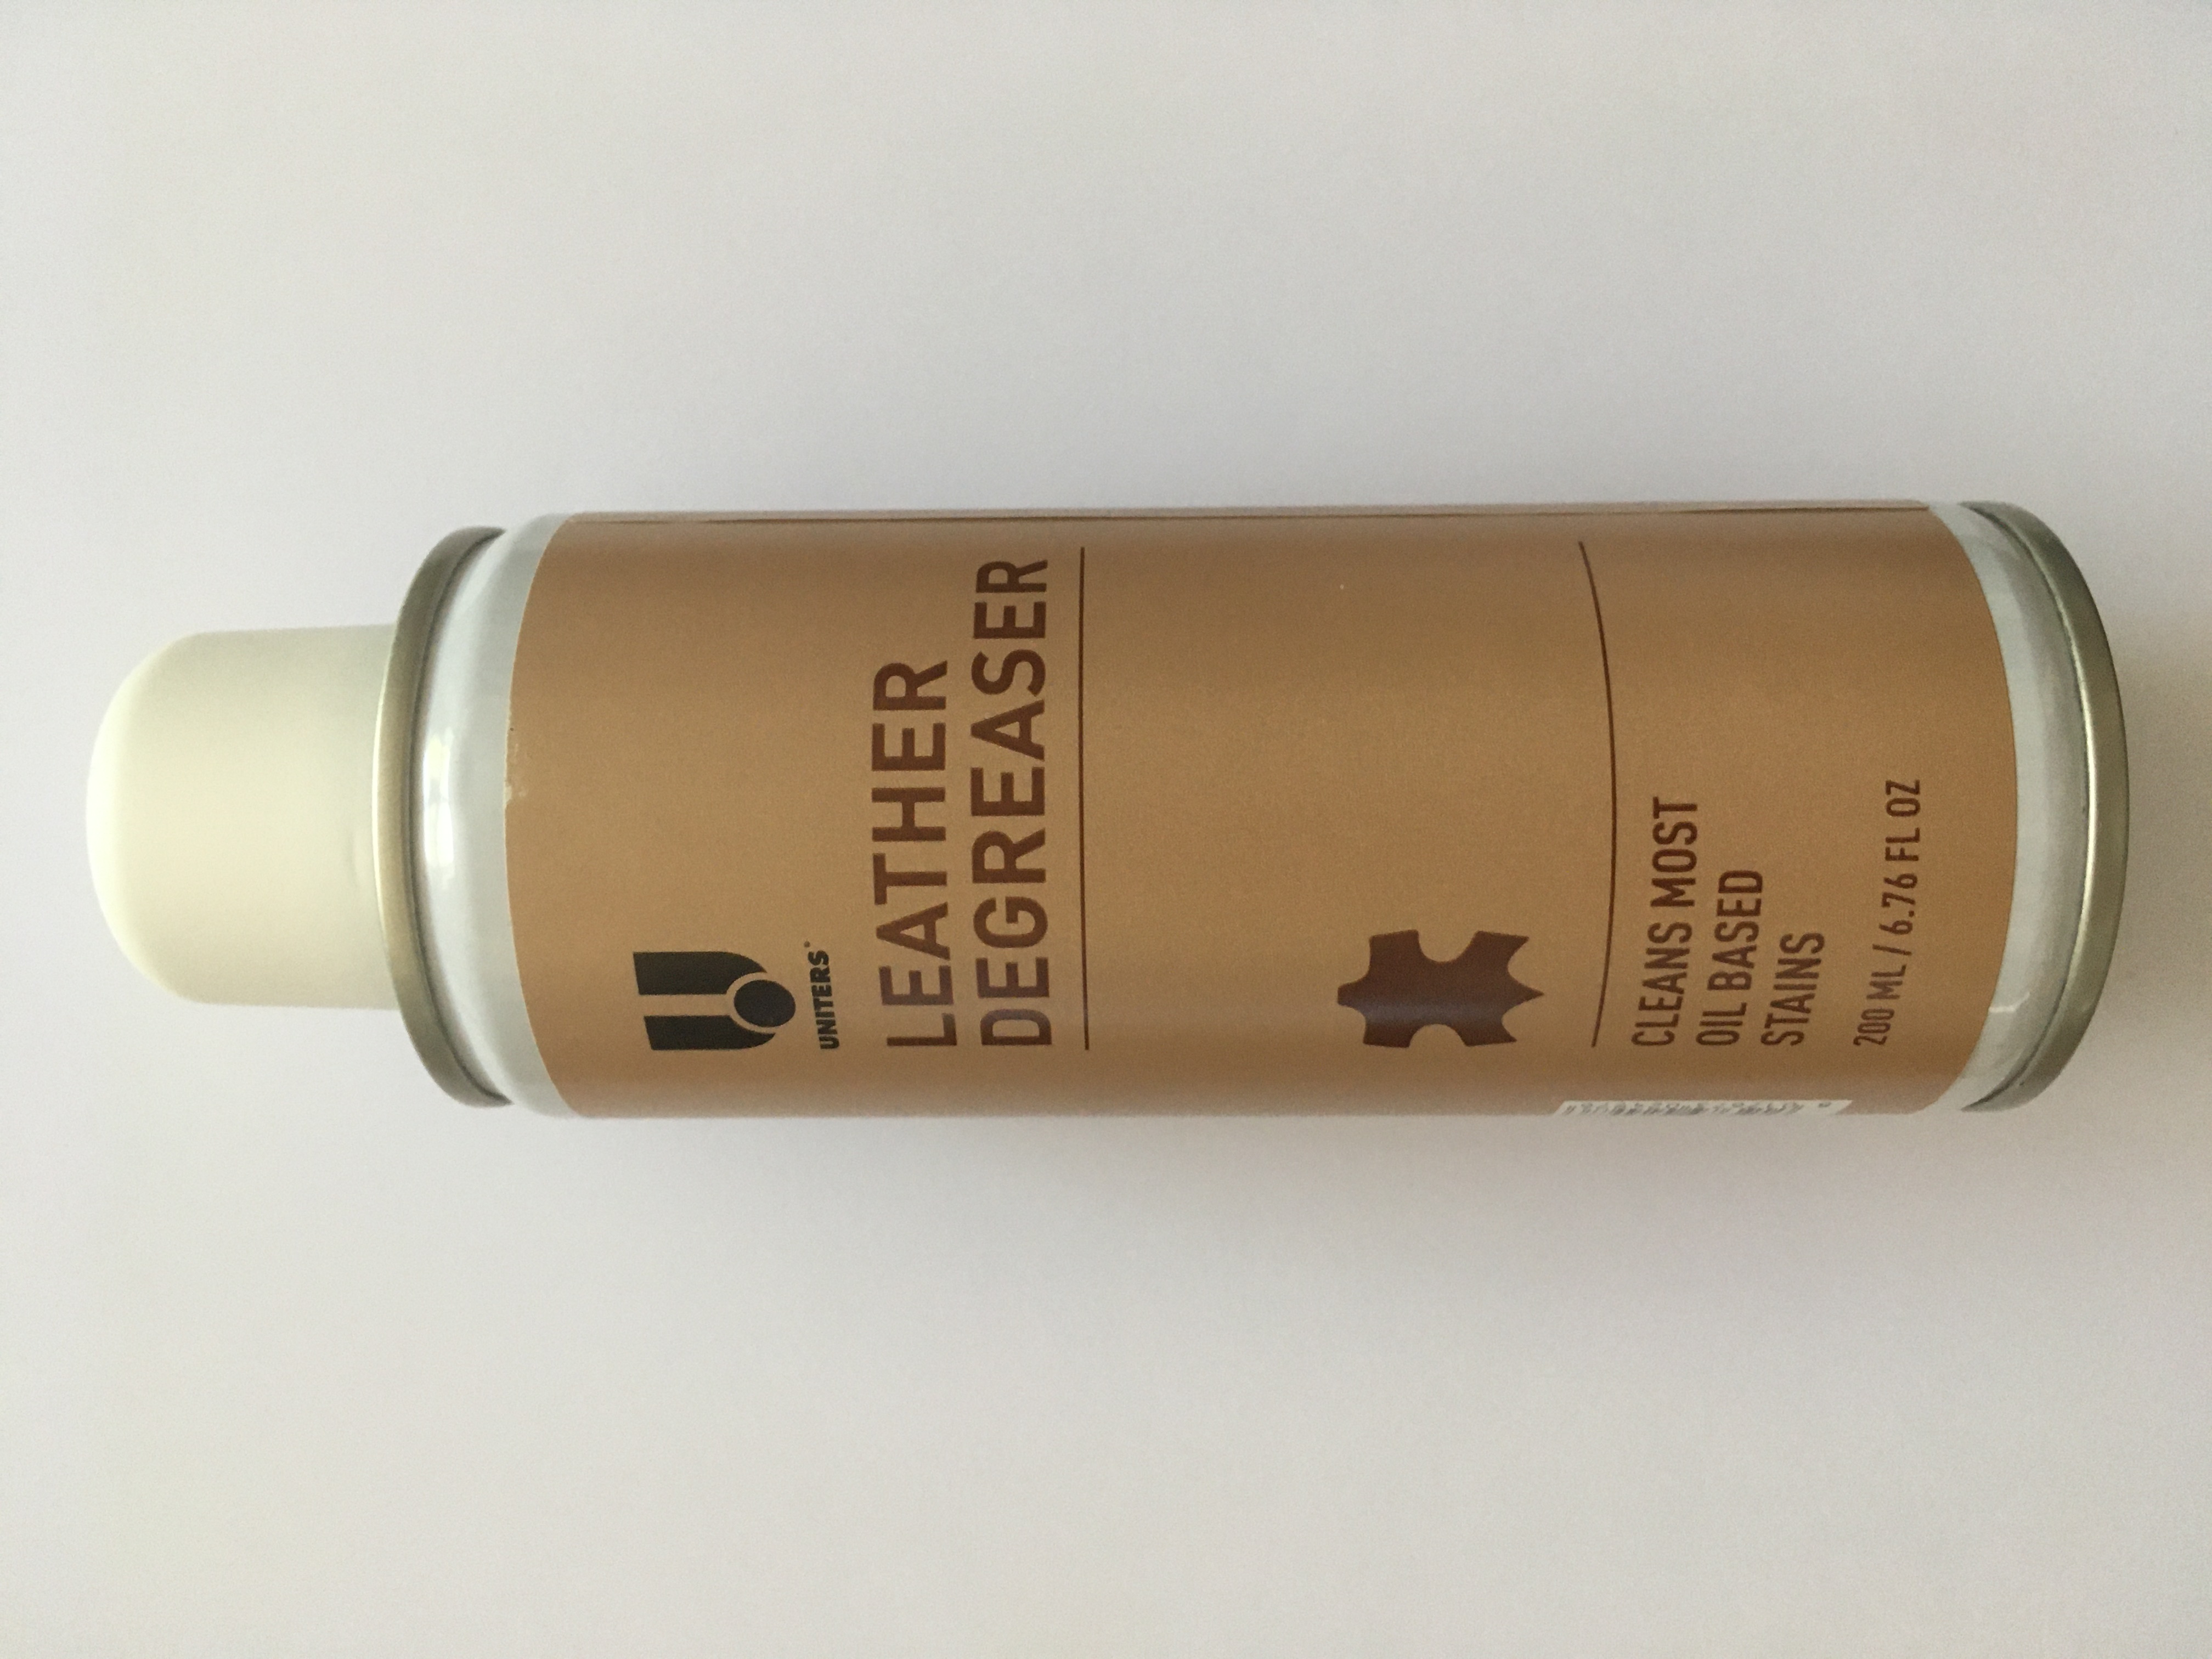 UNITERS
LEATHER
DEGREASER
CLEANS MOST
OIL BASED
STAINS
200 ML / 6.76 FL OZ